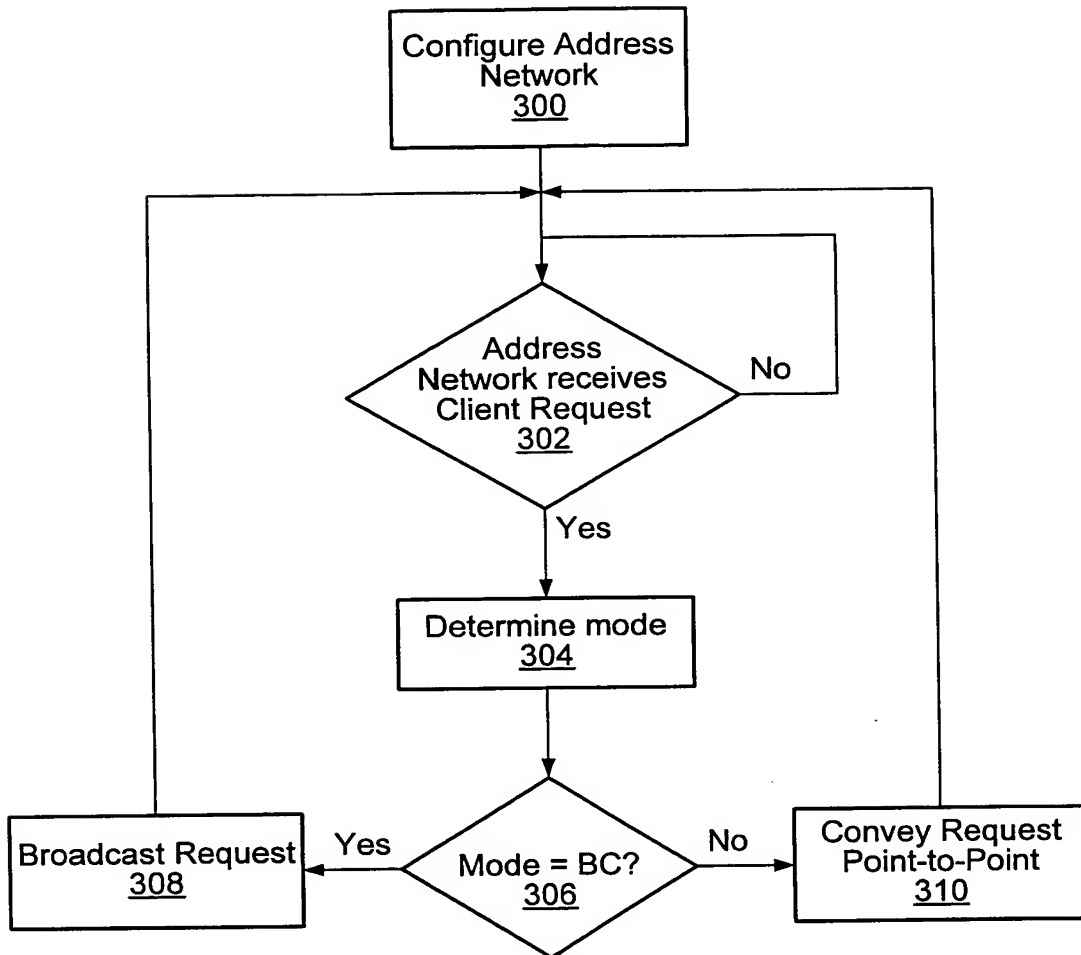 Configure Address
Network
300
Address
Network receives
Client Request
302
No
Yes
Determine mode
304
Broadcast Request
308
Yes
Mode = BC?
306
No
Convey Request
Point-to-Point
310